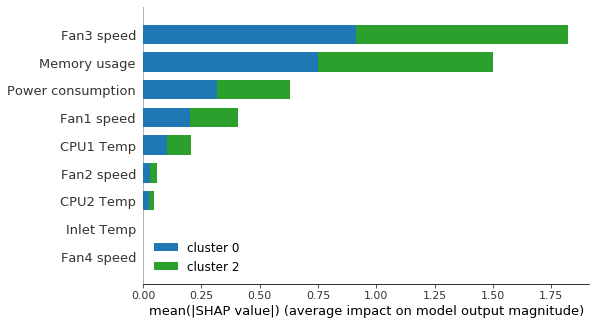 Fan3 speed
Memory usage
Power consumption
Fan1 speed
CPU1 Temp
Fan2 speed
CPU2 Temp
Inlet Temp
Fan4 speed
cluster 0
cluster 2
0.00 0.25 0.50 0.75 1.00 1.25 1.50 1.75
mean(|SHAP value|) (average impact on model output magnitude)